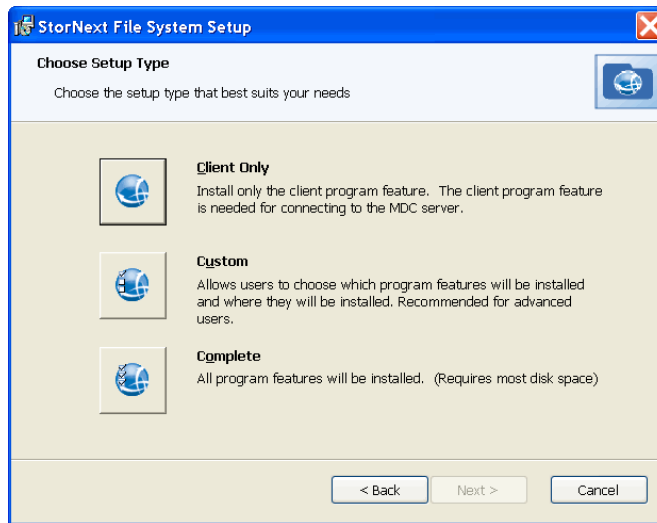 StorNext File System Setup
Choose Setup Type
Choose the setup type that best suits your needs
Client Only
Install only the client program feature. The client program feature
is needed for connecting to the MDC server.
Custom
Allows users to choose which program features will be installed
and where they will be installed. Recommended for advanced
users.
Complete
All program features will be installed. (Requires most disk space)
< Back
Next >
Cancel